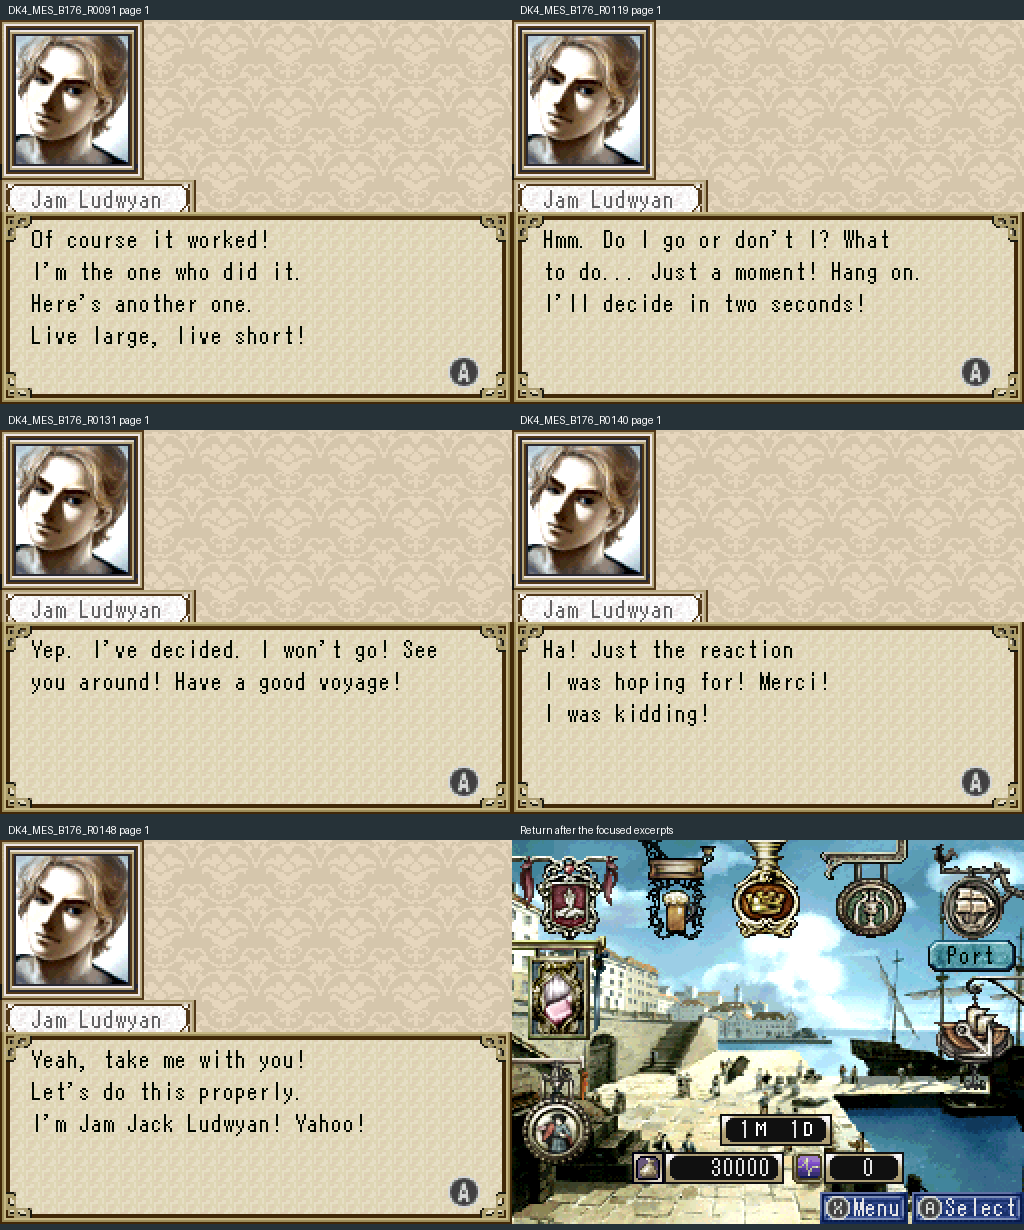 DK4_MES_B176_R0091 page 1
Jam Ludwyan
Of course it worked!
I'm the one who did it.
Here's another one.
Live large, live short!
A
DK4_MES_B176_R0119 page 1
Jam Ludwyan
Hmm. Do I go or don't I? What
to do... Just a moment! Hang on.
I'll decide in two seconds!
A
DK4_MES_B176_R0131 page 1
Jam Ludwyan
Yep. I've decided. I won't go! See
you around! Have a good voyage!
A
DK4_MES_B176_R0140 page 1
Jam Ludwyan
Ha! Just the reaction
I was hoping for! Merci!
I was kidding!
A
DK4_MES_B176_R0148 page 1
Jam Ludwyan
Yeah, take me with you!
Let's do this properly.
I'm Jam Jack Ludwyan! Yahoo!
A
Return after the focused excerpts
Port
1M 1D
30000 0
X Menu A Select